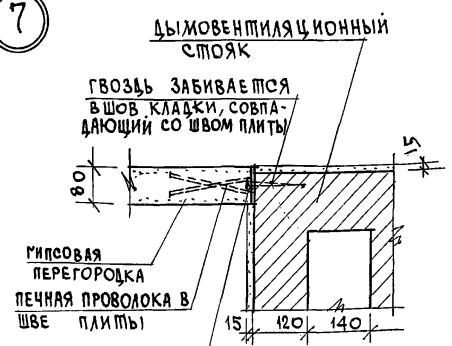 7
ДЫМОВЕНТИЛЯЦИОННЫЙ
СТОЯК
ГВОЗДЬ ЗАБИВАЕТСЯ
В ШОВ КЛАДКИ, СОВПА-
ДАЮЩИЙ СО ШВОМ ПЛИТЫ
15
80
ГИПСОВАЯ
ПЕРЕГОРОДКА
ПЕЧНАЯ ПРОВОЛОКА В
ШВЕ ПЛИТЫ
15 120 140